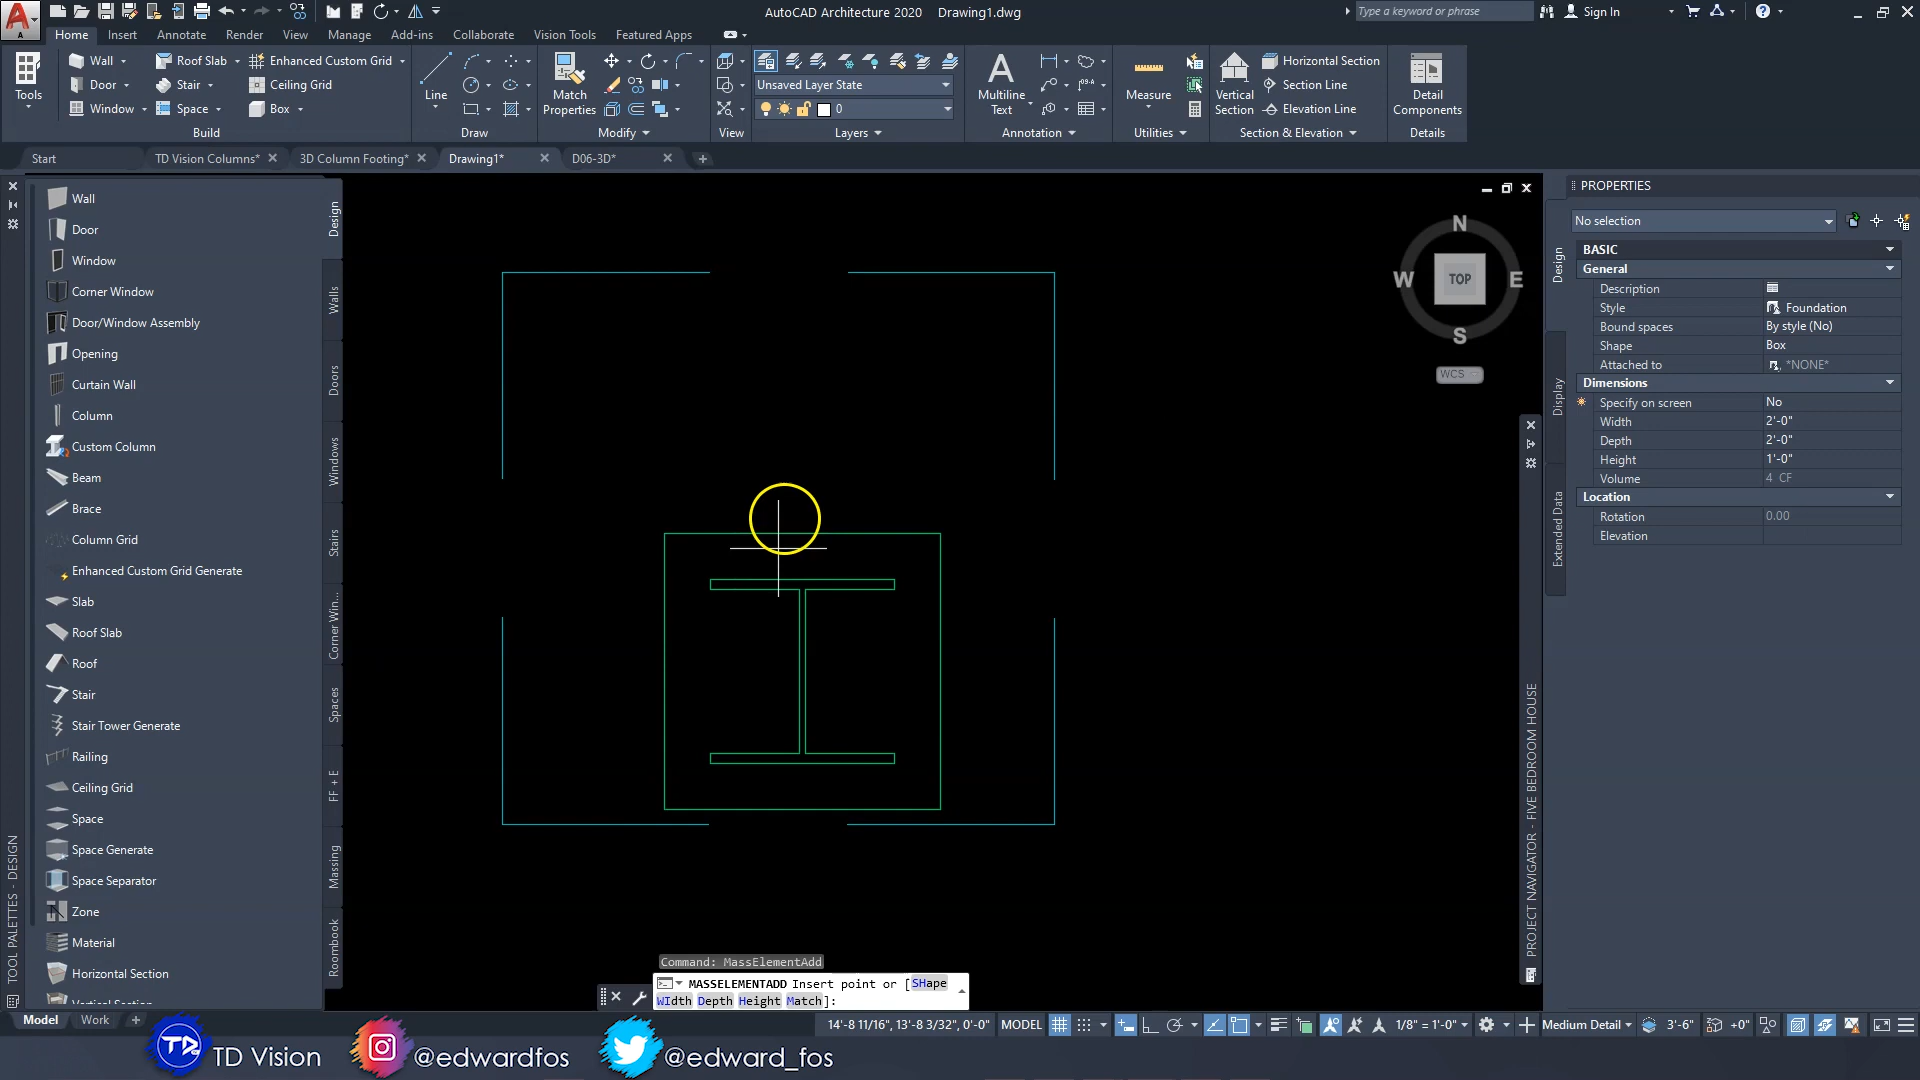 AutoCAD Architecture 2020 Drawing1.dwg
Type a keyword or phrase
Sign In
Home Insert Annotate Render View Manage Add-ins Collaborate Vision Tools Featured Apps
Tools
Wall Roof Slab Enhanced Custom Grid
Door Stair Ceiling Grid
Window Space Box
Build
Line
Draw
Match Properties
Modify
View
Unsaved Layer State
0
Layers
Multiline Text
Annotation
Measure
Utilities
Vertical Section
Horizontal Section
Section Line
Elevation Line
Section & Elevation
Detail Components
Details
Start TD Vision Columns* 3D Column Footing* Drawing1* D06-3D*
Wall
Door
Window
Corner Window
Door/Window Assembly
Opening
Curtain Wall
Column
Custom Column
Beam
Brace
Column Grid
Enhanced Custom Grid Generate
Slab
Roof Slab
Roof
Stair
Stair Tower Generate
Railing
Ceiling Grid
Space
Space Generate
Space Separator
Zone
Material
Horizontal Section
Vertical Section
Design
Walls
Doors
Windows
Stairs
Corner Win...
Spaces
FF + E
Massing
Roombook
TOOL PALETTES - DESIGN
N
W TOP E
S
WCS
PROJECT NAVIGATOR - FIVE BEDROOM HOUSE
PROPERTIES
No selection
Design
Display
Extended Data
BASIC
General
Description
Style Foundation
Bound spaces By style (No)
Shape Box
Attached to *NONE*
Dimensions
Specify on screen No
Width 2'-0"
Depth 2'-0"
Height 1'-0"
Volume 4 CF
Location
Rotation 0.00
Elevation
Command: MassElementAdd
MASSELEMENTADD Insert point or [SHape
WIdth Depth Height Match]:
Model Work
14'-8 11/16", 13'-8 3/32", 0'-0" MODEL 1/8" = 1'-0" Medium Detail 3'-6" +0"
TD TD Vision @edwardfos @edward_fos